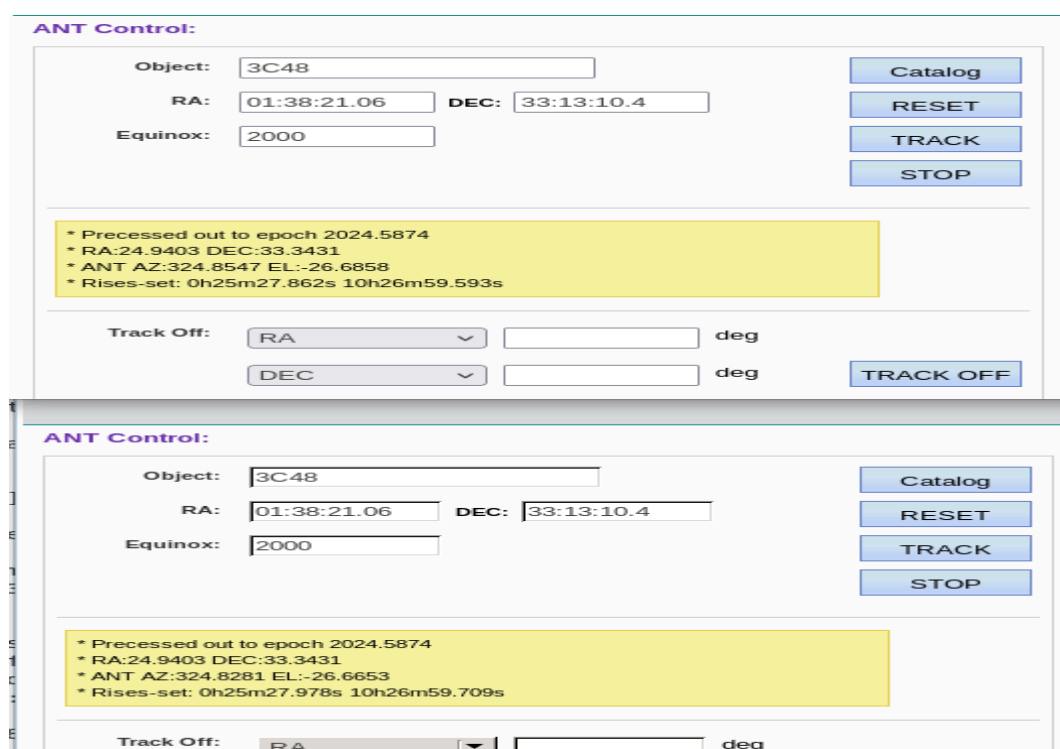 ANT Control:
Object: 3C48 Catalog
RA: 01:38:21.06 DEC: 33:13:10.4 RESET
Equinox: 2000 TRACK
STOP
* Precessed out to epoch 2024.5874
* RA:24.9403 DEC:33.3431
* ANT AZ:324.8547 EL:-26.6858
* Rises-set: 0h25m27.862s 10h26m59.593s
Track Off: RA deg
DEC deg TRACK OFF
ANT Control:
Object: 3C48 Catalog
RA: 01:38:21.06 DEC: 33:13:10.4 RESET
Equinox: 2000 TRACK
STOP
* Precessed out to epoch 2024.5874
* RA:24.9403 DEC:33.3431
* ANT AZ:324.8281 EL:-26.6653
* Rises-set: 0h25m27.978s 10h26m59.709s
Track Off: RA deg